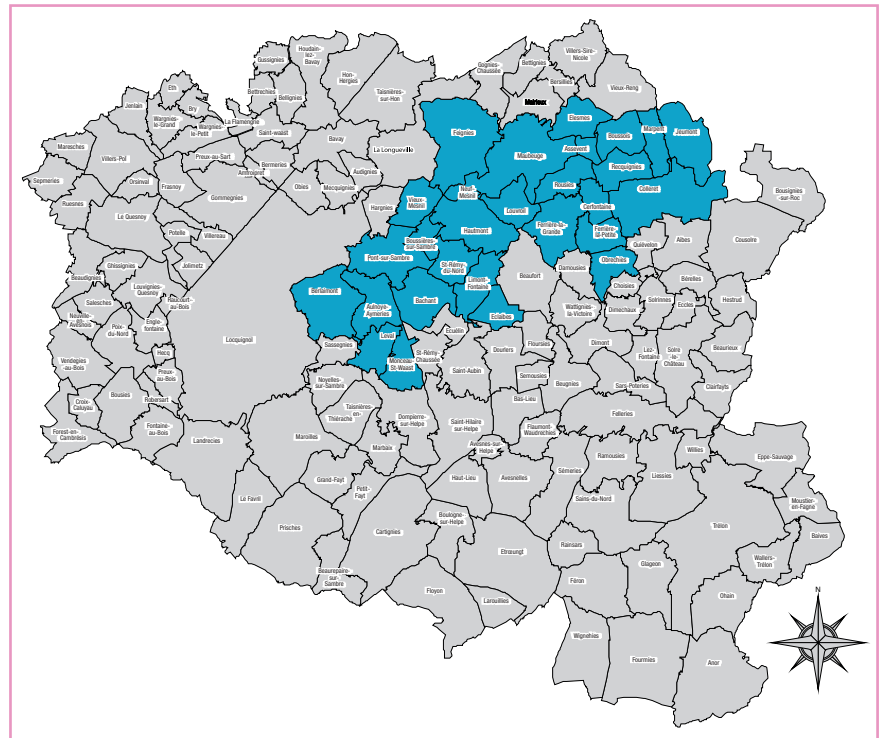 Houdain-
lez-
Bavay
Gussignies
Hon-
Hergies
Taisnières-
sur-Hon
Bettrechies
Bellignies
Gognies-
Chaussée
Bettignies
Villers-Sire-
Nicole
Bersillies
Vieux-Reng
Mairieux
Eth
Bry
Jenlain
Wargnies-
le-Grand
Wargnies-
le-Petit
La Flamengrie
Saint-waast
Bavay
La Longueville
Feignies
Elesmes
Boussois
Marpent
Jeumont
Assevent
Maubeuge
Maresches
Villers-Pol
Preux-au-Sart
Bermeries
Amfroipret
Audignies
Mecquignies
Obies
Recquignies
Rousies
Colleret
Sepmeries
Orsinval
Frasnoy
Gommegnies
Ruesnes
Le Quesnoy
Hargnies
Vieux-
Mesnil
Neuf-
Mesnil
Louvroil
Cerfontaine
Ferrière-la-
Grande
Ferrière-
la-Petite
Bousignies
-sur-Roc
Potelle
Villereau
Jolimetz
Hautmont
Boussières-
sur-Sambre
Pont-sur-Sambre
Quiévelon
Aibes
Cousolre
Obrechies
Ghissignies
Beaudignies
Louvignies-
Quesnoy
Raucourt-
au-Bois
St-Rémy-
du-Nord
Limont-
Fontaine
Beaufort
Damousies
Choisies
Bérelles
Salesches
Neuville-
en-
Avesnois
Poix-
du-Nord
Engle-
fontaine
Berlaimont
Aulnoye-
Aymeries
Bachant
Eclaibes
Wattignies-
la-Victoire
Dimechaux
Solrinnes
Eccles
Hestrud
Locquignol
Hecq
Preux-
au-Bois
Vendegies
-au-Bois
Sassegnies
Leval
Monceau-
St-Waast
Ecuélin
St-Rémy-
Chaussée
Dourlers
Floursies
Dimont
Lez-
Fontaine
Solre
-le-
Château
Beaurieux
Saint-Aubin
Semousies
Beugnies
Sars-Poteries
Clairfayts
Croix-
Caluyau
Bousies
Robersart
Noyelles-
sur-Sambre
Taisnières-
en-
Thiérache
Bas-Lieu
Felleries
Forest-en-
Cambrésis
Fontaine-
au-Bois
Landrecies
Maroilles
Marbaix
Dompierre-
sur-Helpe
Saint-Hilaire
-sur-Helpe
Flaumont-
Waudrechies
Avesnes-sur-
Helpe
Ramousies
Willies
Liessies
Eppe-Sauvage
Sémeries
Le Favril
Grand-Fayt
Petit-
Fayt
Haut-Lieu
Avesnelles
Sains-du-Nord
Moustier-
en-Fagne
Prisches
Cartignies
Boulogne-
sur-Helpe
Etrœungt
Rainsars
Trélon
Baives
Wallers-
Trélon
Glageon
Beaurepaire-
sur-
Sambre
Floyon
Larouillies
Féron
Ohain
N
Wignehies
Fourmies
Anor